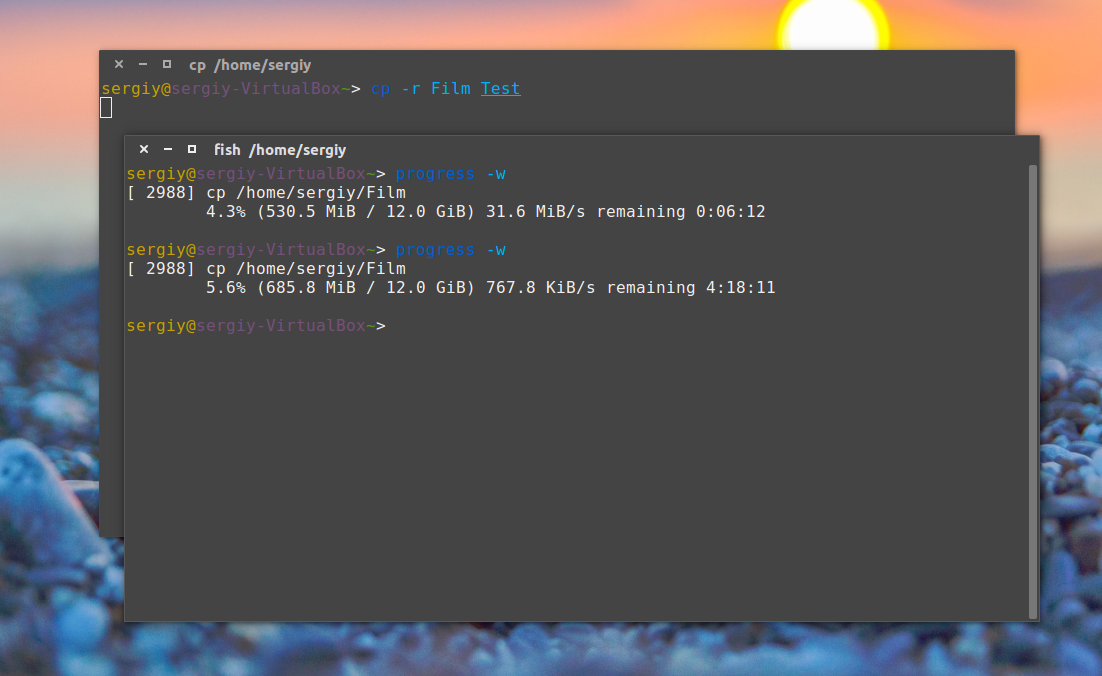 cp /home/sergiy
sergiy@sergiy-VirtualBox~> cp -r Film Test
fish /home/sergiy
sergiy@sergiy-VirtualBox~> progress -w
[ 2988] cp /home/sergiy/Film
4.3% (530.5 MiB / 12.0 GiB) 31.6 MiB/s remaining 0:06:12
sergiy@sergiy-VirtualBox~> progress -w
[ 2988] cp /home/sergiy/Film
5.6% (685.8 MiB / 12.0 GiB) 767.8 KiB/s remaining 4:18:11
sergiy@sergiy-VirtualBox~>